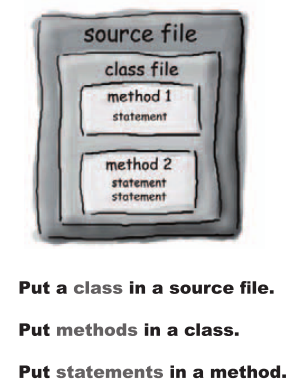 source file
class file
method 1
statement
method 2
statement
statement
Put a class in a source file.
Put methods in a class.
Put statements in a method.